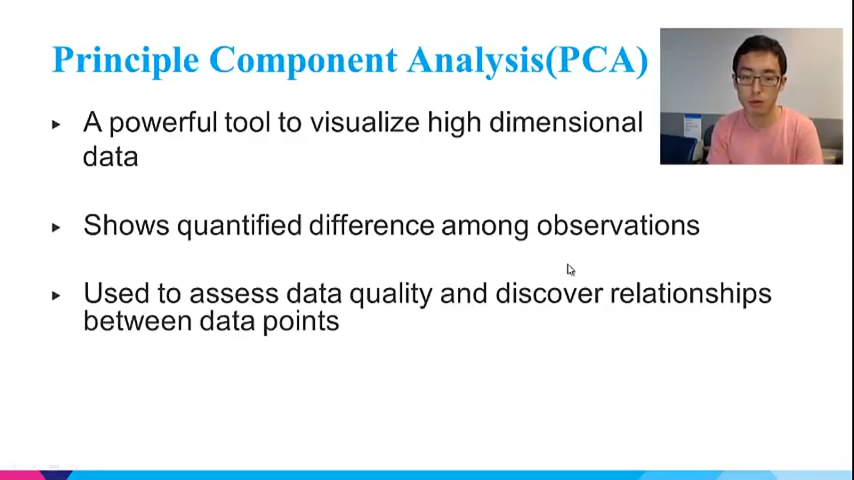 Principle Component Analysis(PCA)
A powerful tool to visualize high dimensional
data
Shows quantified difference among observations
Used to assess data quality and discover relationships
between data points